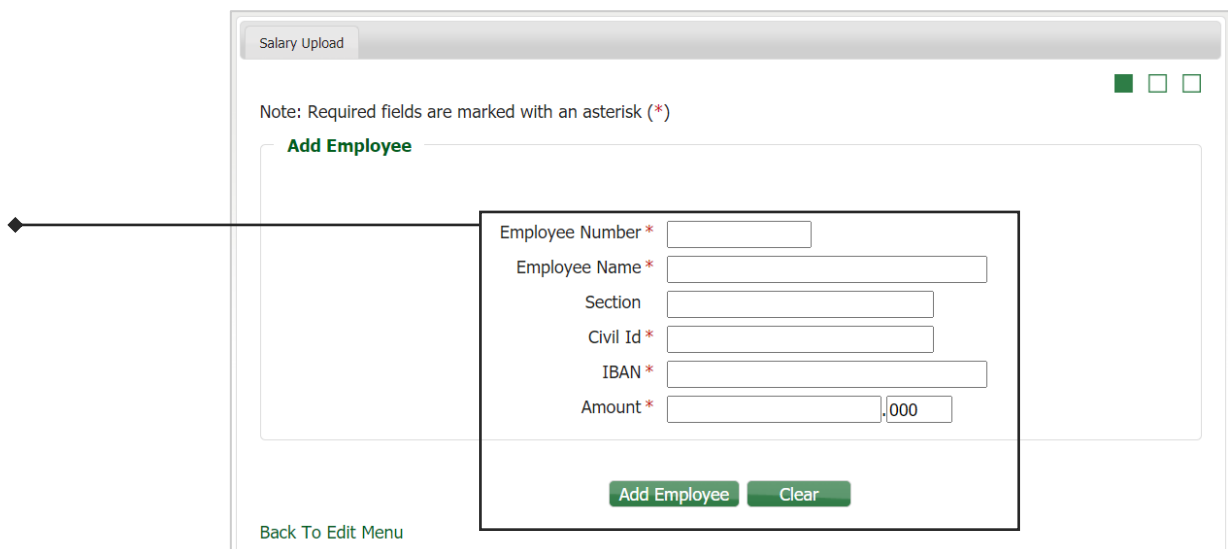 Salary Upload
Note: Required fields are marked with an asterisk (*)
Add Employee
Employee Number *
Employee Name *
Section
Civil Id *
IBAN *
Amount * .000
Add Employee Clear
Back To Edit Menu